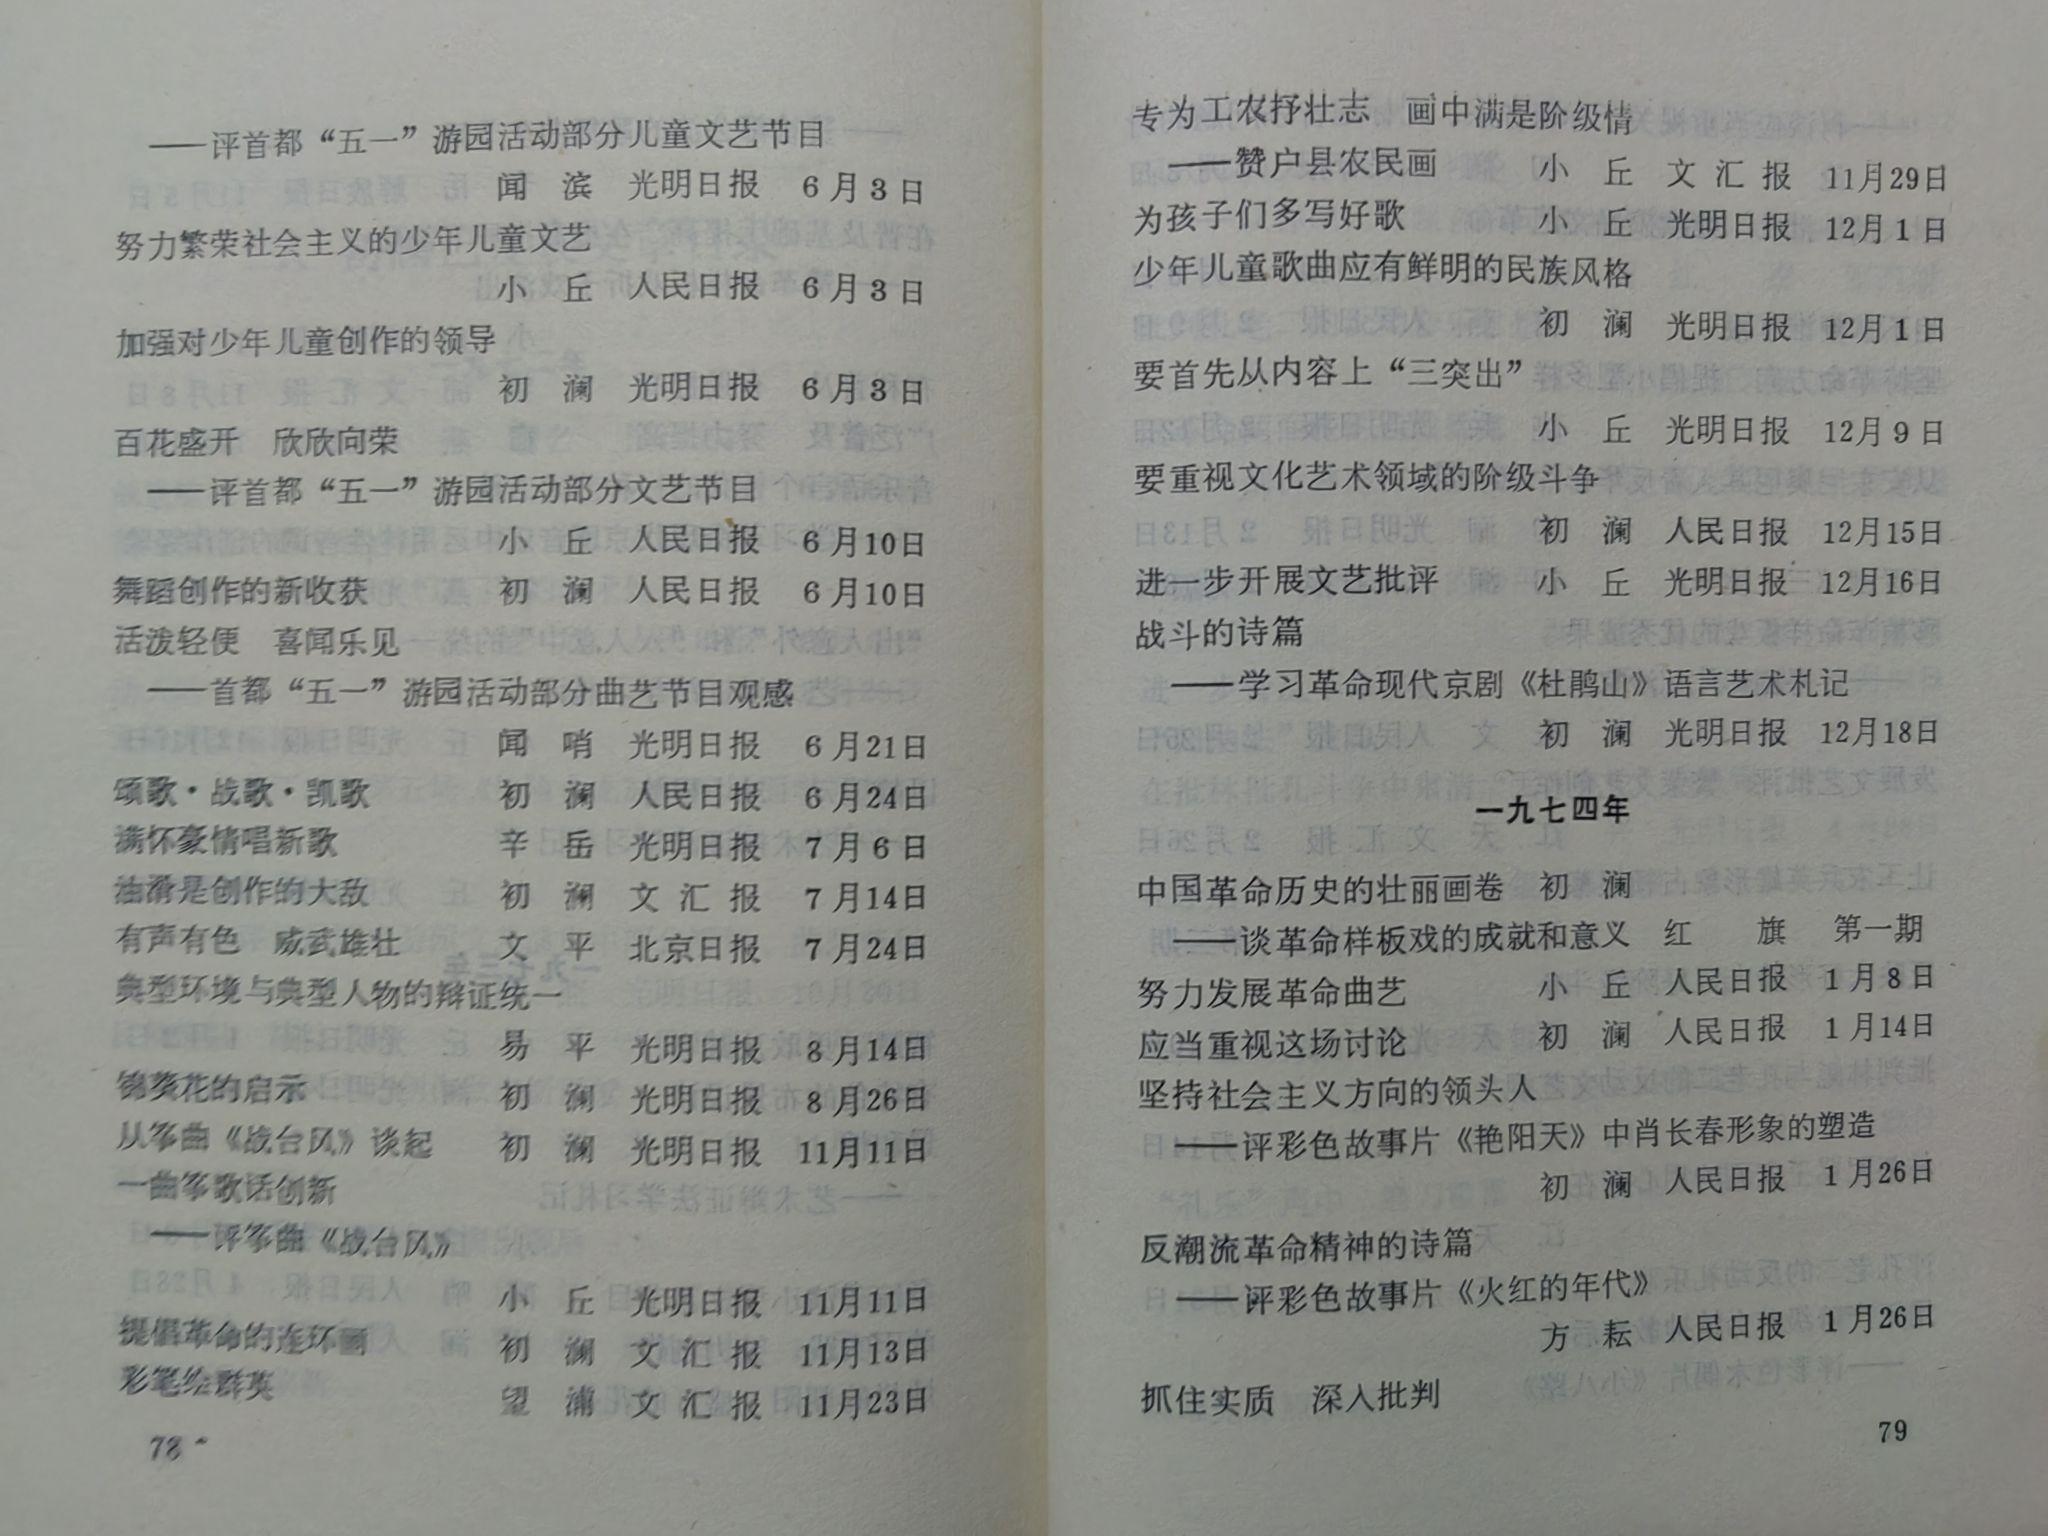 ——评首都“五一”游园活动部分儿童文艺节目
闻 滨 光明日报 6月3日
努力繁荣社会主义的少年儿童文艺
小 丘 人民日报 6月3日
加强对少年儿童创作的领导
初 澜 光明日报 6月3日
百花盛开 欣欣向荣
——评首都“五一”游园活动部分文艺节目
小 丘 人民日报 6月10日
舞蹈创作的新收获 初 澜 人民日报 6月10日
活泼轻便 喜闻乐见
——首都“五一”游园活动部分曲艺节目观感
闻 哨 光明日报 6月21日
颂歌·战歌·凯歌 初 澜 人民日报 6月24日
满怀豪情唱新歌 辛 岳 光明日报 7月6日
油滑是创作的大敌 初 澜 文汇报 7月14日
有声有色 威武雄壮 文 平 北京日报 7月24日
典型环境与典型人物的辩证统一
易 平 光明日报 8月14日
锦葵花的启示 初 澜 光明日报 8月26日
从筝曲《战台风》谈起 初 澜 光明日报 11月11日
一曲筝歌话创新
——评筝曲《战台风》
小 丘 光明日报 11月11日
提倡革命的连环画 初 澜 文汇报 11月13日
彩笔绘群英 望 浦 文汇报 11月23日
78
专为工农抒壮志 画中满是阶级情
——赞户县农民画 小 丘 文汇报 11月29日
为孩子们多写好歌 小 丘 光明日报 12月1日
少年儿童歌曲应有鲜明的民族风格
初 澜 光明日报 12月1日
要首先从内容上“三突出”
小 丘 光明日报 12月9日
要重视文化艺术领域的阶级斗争
初 澜 人民日报 12月15日
进一步开展文艺批评 小 丘 光明日报 12月16日
战斗的诗篇
——学习革命现代京剧《杜鹃山》语言艺术札记
初 澜 光明日报 12月18日
一九七四年
中国革命历史的壮丽画卷 初 澜
——谈革命样板戏的成就和意义 红 旗 第一期
努力发展革命曲艺 小 丘 人民日报 1月8日
应当重视这场讨论 初 澜 人民日报 1月14日
坚持社会主义方向的领头人
——评彩色故事片《艳阳天》中肖长春形象的塑造
初 澜 人民日报 1月26日
反潮流革命精神的诗篇
——评彩色故事片《火红的年代》
方 耘 人民日报 1月26日
抓住实质 深入批判
79